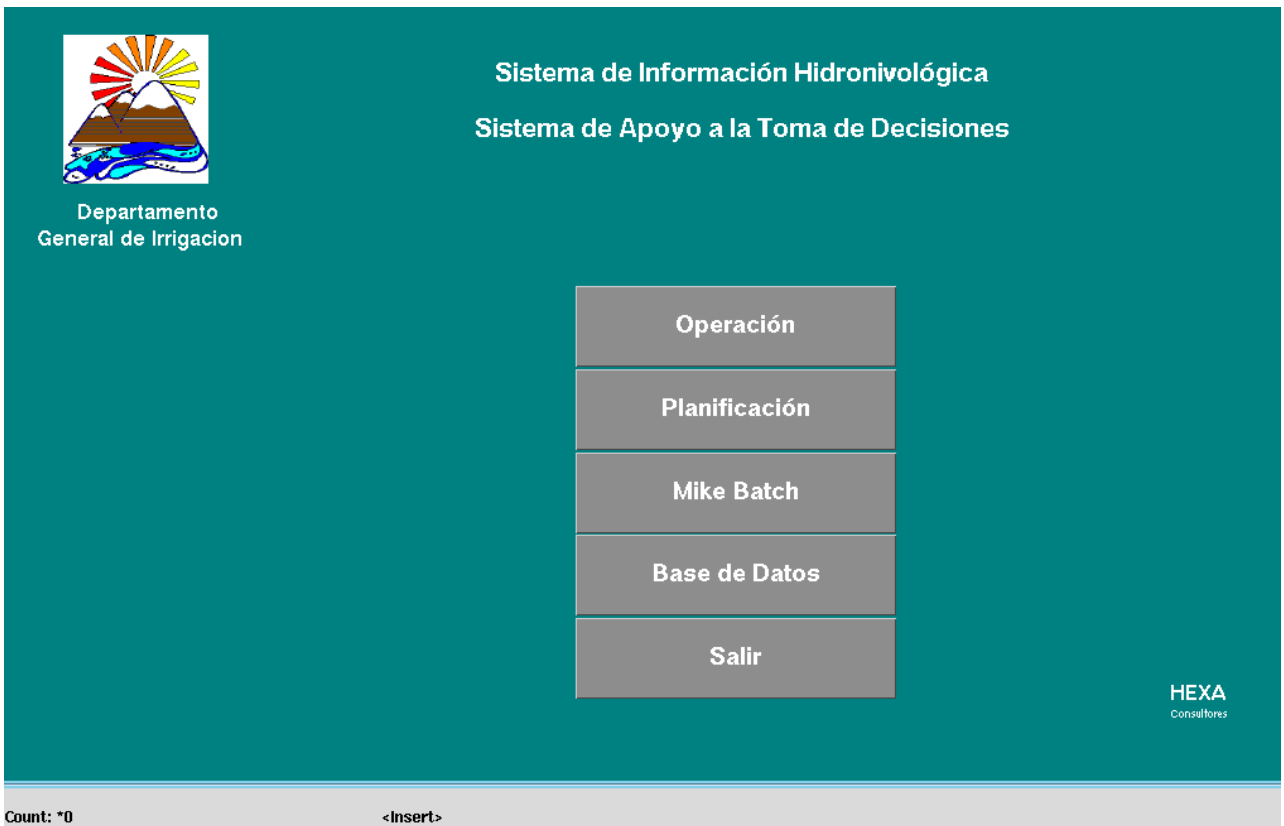 Sistema de Información Hidronivológica
Sistema de Apoyo a la Toma de Decisiones
Departamento
General de Irrigacion
Operación
Planificación
Mike Batch
Base de Datos
Salir
HEXA
Consultores
Count: *0 <Insert>